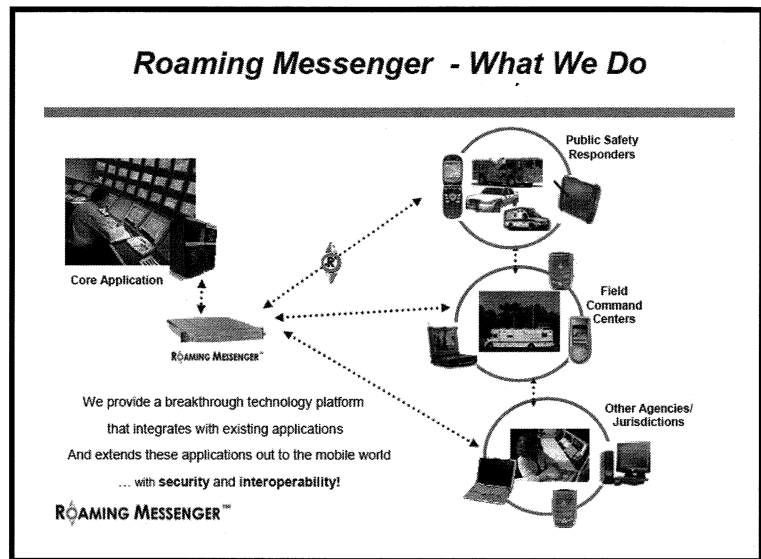 Roaming Messenger - What We Do
Public Safety
Responders
Core Application
R
Field
Command
Centers
ROAMING MESSENGER™
Other Agencies/
Jurisdictions
We provide a breakthrough technology platform
that integrates with existing applications
And extends these applications out to the mobile world
... with security and interoperability!
ROAMING MESSENGER™